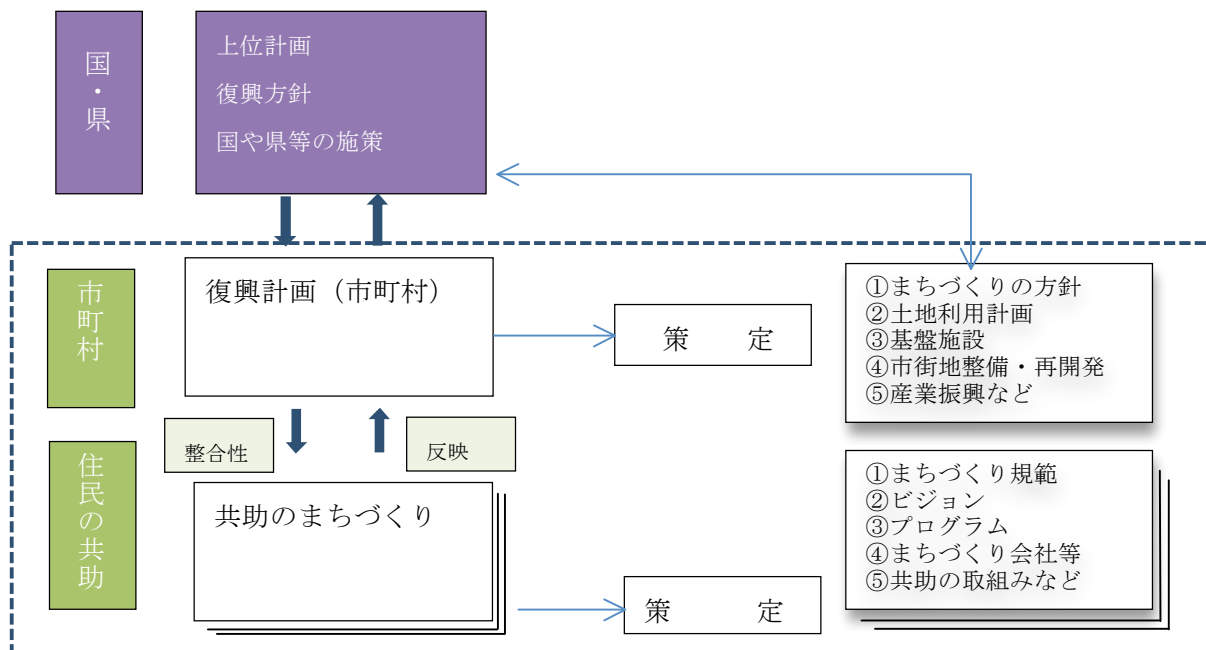 国・県
上位計画
復興方針
国や県等の施策
市町村
復興計画（市町村）
策　定
①まちづくりの方針
②土地利用計画
③基盤施設
④市街地整備・再開発
⑤産業振興など
整合性
反映
住民の共助
共助のまちづくり
策　定
①まちづくり規範
②ビジョン
③プログラム
④まちづくり会社等
⑤共助の取組みなど